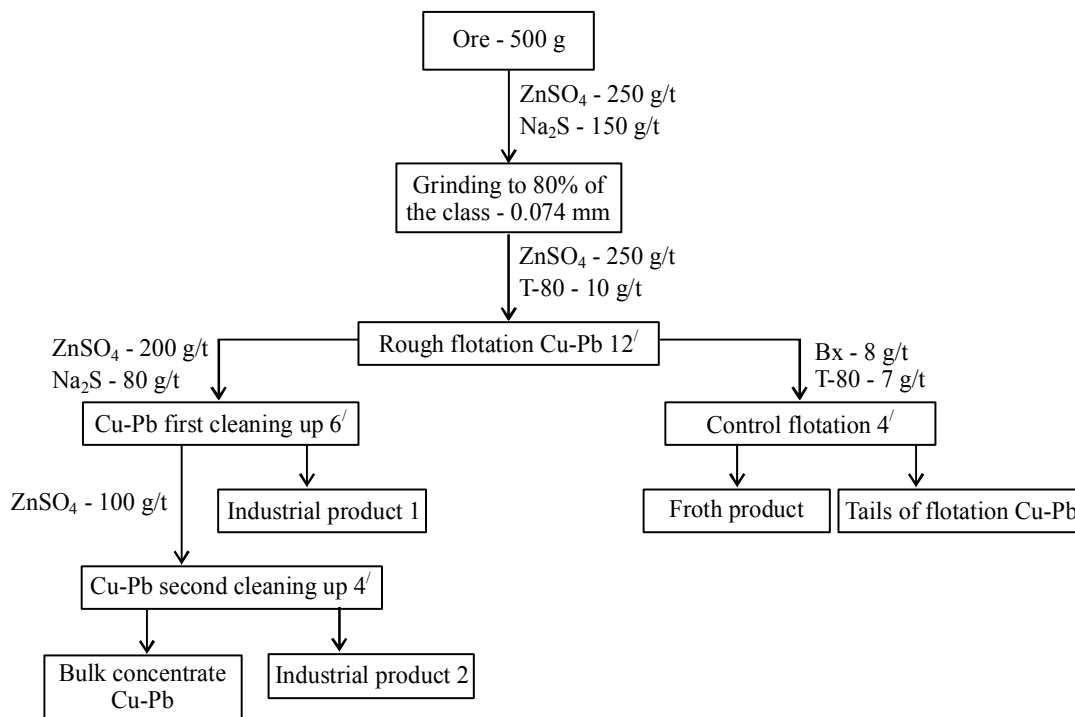 Ore - 500 g
ZnSO₄ - 250 g/t
Na₂S - 150 g/t
Grinding to 80% of
the class - 0.074 mm
ZnSO₄ - 250 g/t
T-80 - 10 g/t
Rough flotation Cu-Pb 12/
ZnSO₄ - 200 g/t
Na₂S - 80 g/t
Bx - 8 g/t
T-80 - 7 g/t
Cu-Pb first cleaning up 6/
Control flotation 4/
ZnSO₄ - 100 g/t
Industrial product 1
Froth product
Tails of flotation Cu-Pb
Cu-Pb second cleaning up 4/
Bulk concentrate
Cu-Pb
Industrial product 2